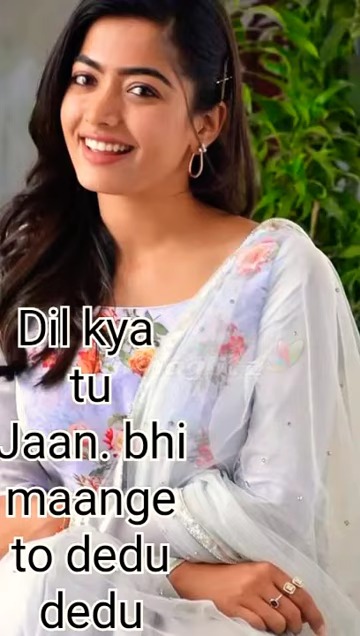 Dil kya
tu
Jaan. bhi
maange
to dedu
dedu